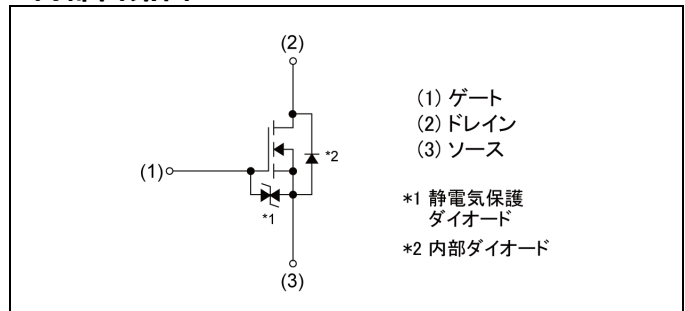 (2)
(1)
*2
*1
(3)
(1) ゲート
(2) ドレイン
(3) ソース
*1 静電気保護
ダイオード
*2 内部ダイオード